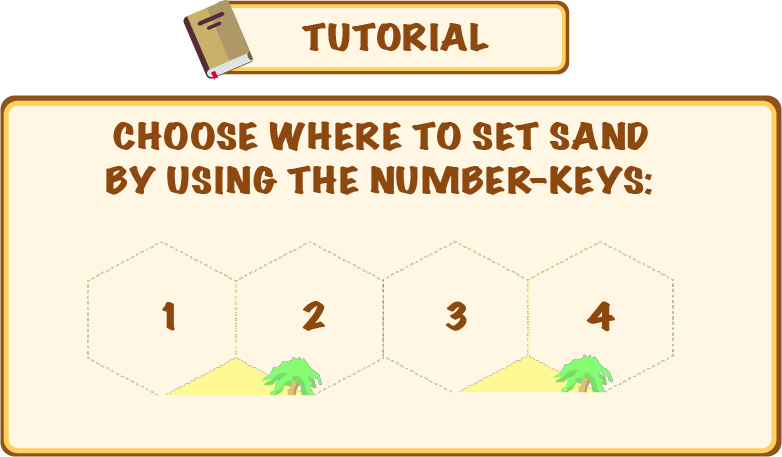 TUTORIAL
CHOOSE WHERE TO SET SAND
BY USING THE NUMBER-KEYS:
1 2 3 4